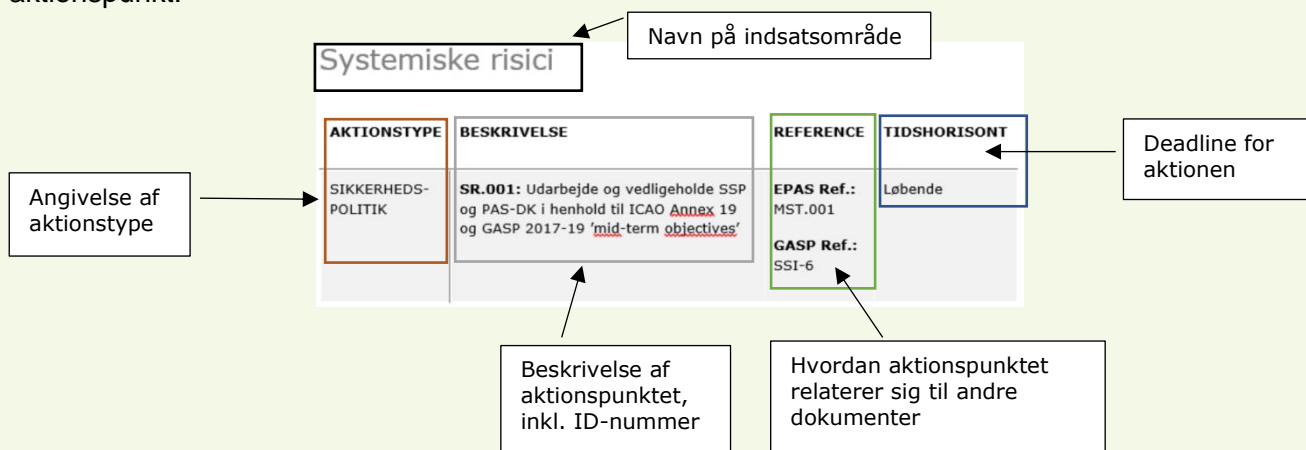 aktionspunkt.
Navn på indsatsområde
Systemiske risici
AKTIONSTYPE BESKRIVELSE REFERENCE TIDSHORISONT
Deadline for
aktionen
Angivelse af
aktionstype
SIKKERHEDS-
POLITIK
SR.001: Udarbejde og vedligeholde SSP
og PAS-DK i henhold til ICAO Annex 19
og GASP 2017-19 'mid-term objectives'
EPAS Ref.:
MST.001
GASP Ref.:
SSI-6
Løbende
Beskrivelse af
aktionspunktet,
inkl. ID-nummer
Hvordan aktionspunktet
relaterer sig til andre
dokumenter